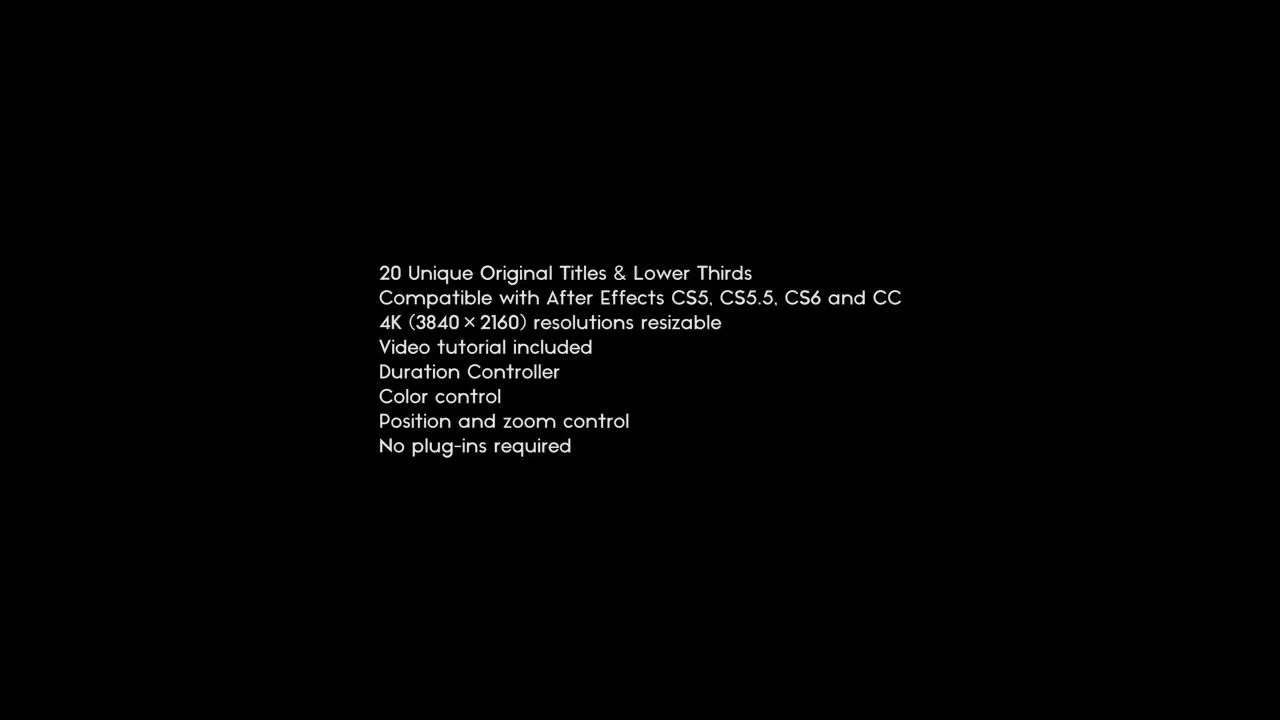 20 Unique Original Titles & Lower Thirds
Compatible with After Effects CS5, CS5.5, CS6 and CC
4K (3840×2160) resolutions resizable
Video tutorial included
Duration Controller
Color control
Position and zoom control
No plug-ins required